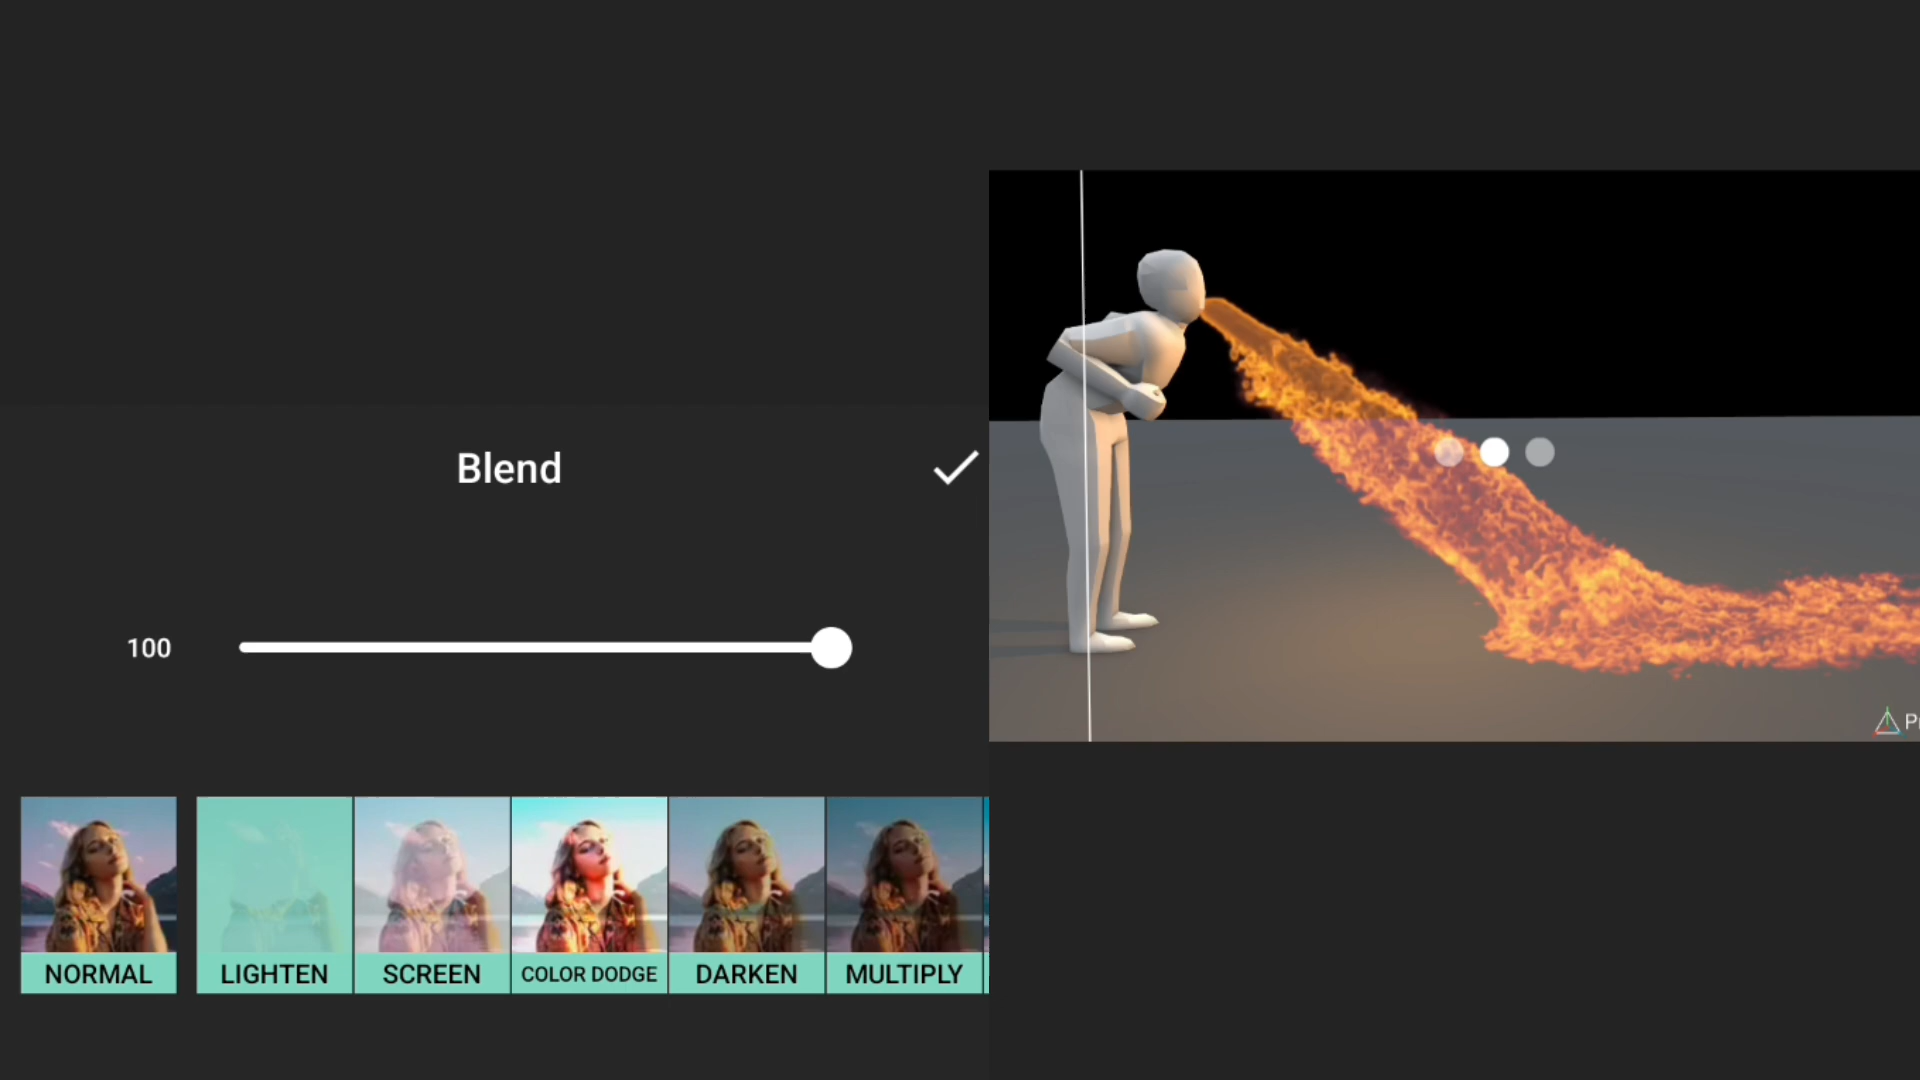 Blend
100
NORMAL
LIGHTEN
SCREEN
COLOR DODGE
DARKEN
MULTIPLY